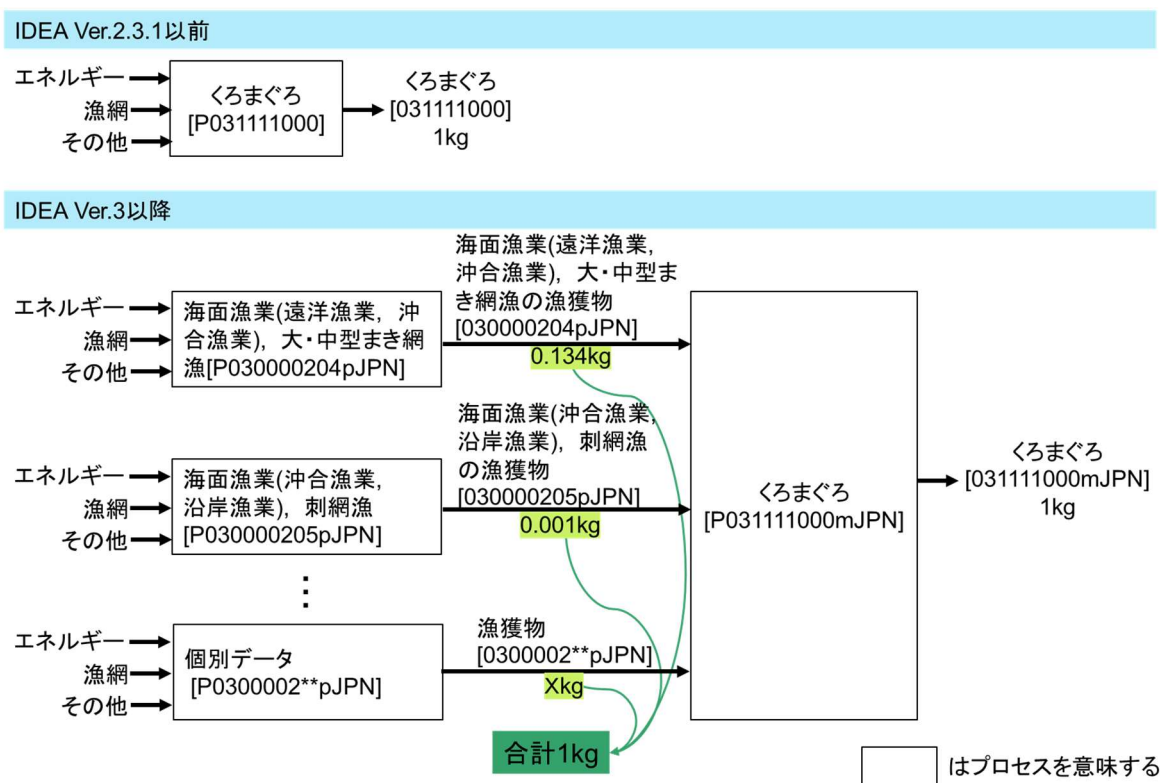 IDEA Ver.2.3.1以前
エネルギー
漁網
その他
くろまぐろ
[P031111000]
くろまぐろ
[031111000]
1kg
IDEA Ver.3以降
エネルギー
漁網
その他
海面漁業(遠洋漁業，沖
合漁業)，大・中型まき網
漁[P030000204pJPN]
海面漁業(遠洋漁業，
沖合漁業)，大・中型ま
き網漁の漁獲物
[030000204pJPN]
0.134kg
エネルギー
漁網
その他
海面漁業(沖合漁業，
沿岸漁業)，刺網漁
[P030000205pJPN]
海面漁業(沖合漁業，
沿岸漁業)，刺網漁
の漁獲物
[030000205pJPN]
0.001kg
エネルギー
漁網
その他
個別データ
[P0300002**pJPN]
漁獲物
[0300002**pJPN]
Xkg
合計1kg
くろまぐろ
[P031111000mJPN]
くろまぐろ
[031111000mJPN]
1kg
はプロセスを意味する